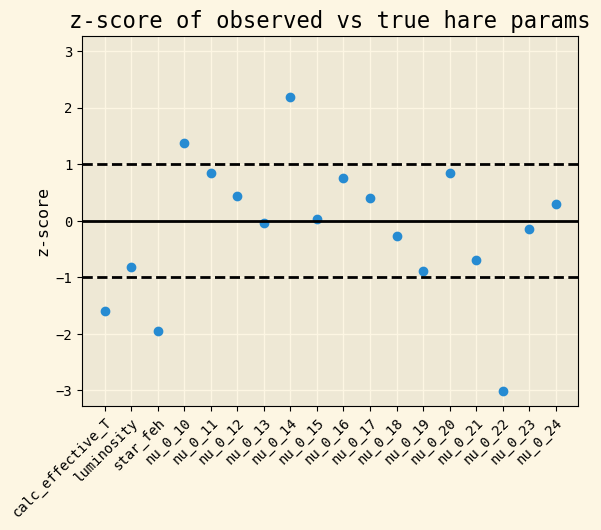 z-score of observed vs true hare params
z-score
3
2
1
0
−1
−2
−3
calc_effective_T
luminosity
star_feh
nu_0_10
nu_0_11
nu_0_12
nu_0_13
nu_0_14
nu_0_15
nu_0_16
nu_0_17
nu_0_18
nu_0_19
nu_0_20
nu_0_21
nu_0_22
nu_0_23
nu_0_24